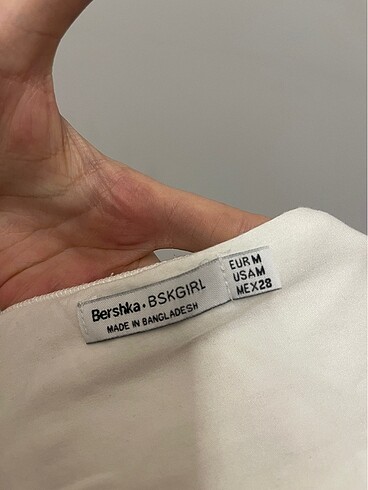 Bershka.BSKGIRL
MADE IN BANGLADESH
EUR M
USA M
MEX 28